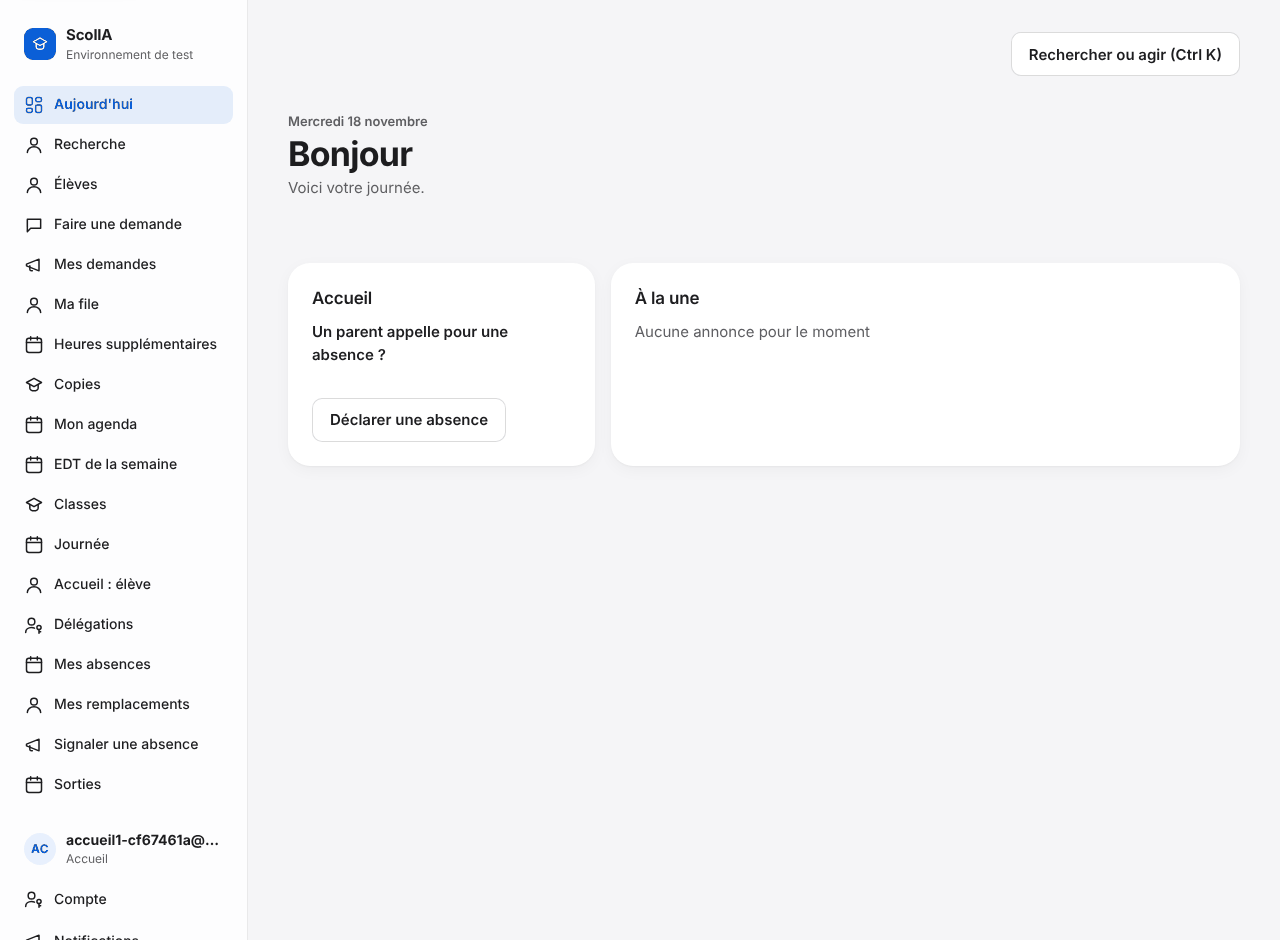 ScolIA
Environnement de test
Aujourd'hui
Recherche
Élèves
Faire une demande
Mes demandes
Ma file
Heures supplémentaires
Copies
Mon agenda
EDT de la semaine
Classes
Journée
Accueil : élève
Délégations
Mes absences
Mes remplacements
Signaler une absence
Sorties
AC
accueil1-cf67461a@...
Accueil
Compte
Notifications
Rechercher ou agir (Ctrl K)
Mercredi 18 novembre
Bonjour
Voici votre journée.
Accueil
Un parent appelle pour une
absence ?
Déclarer une absence
À la une
Aucune annonce pour le moment